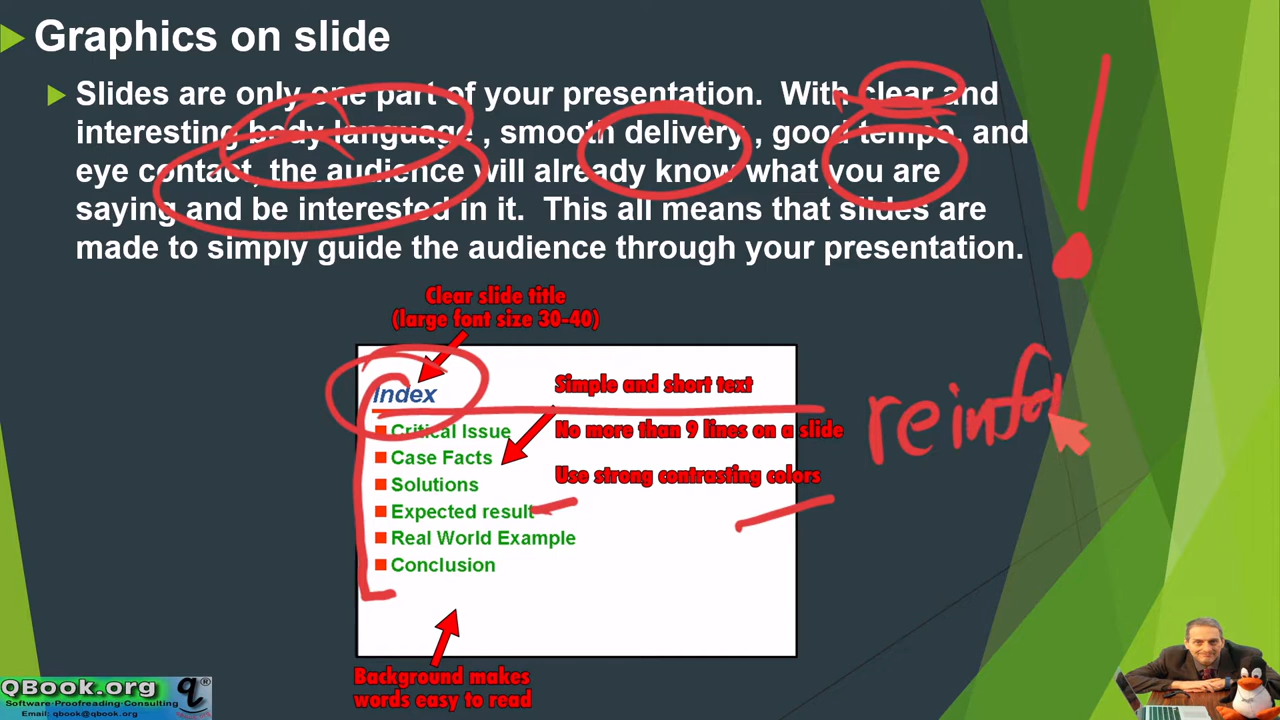 Graphics on slide
Slides are only one part of your presentation. With clear and
interesting body language , smooth delivery , good tempo, and
eye contact, the audience will already know what you are
saying and be interested in it. This all means that slides are
made to simply guide the audience through your presentation.
!
Clear slide title
(large font size 30-40)
Index
Simple and short text
No more than 9 lines on a slide
Use strong contrasting colors
Critical Issue
Case Facts
Solutions
Expected result
Real World Example
Conclusion
reinfo
Background makes
words easy to read
QBook.org
Software·Proofreading·Consulting
Email: qbook@qbook.org
q